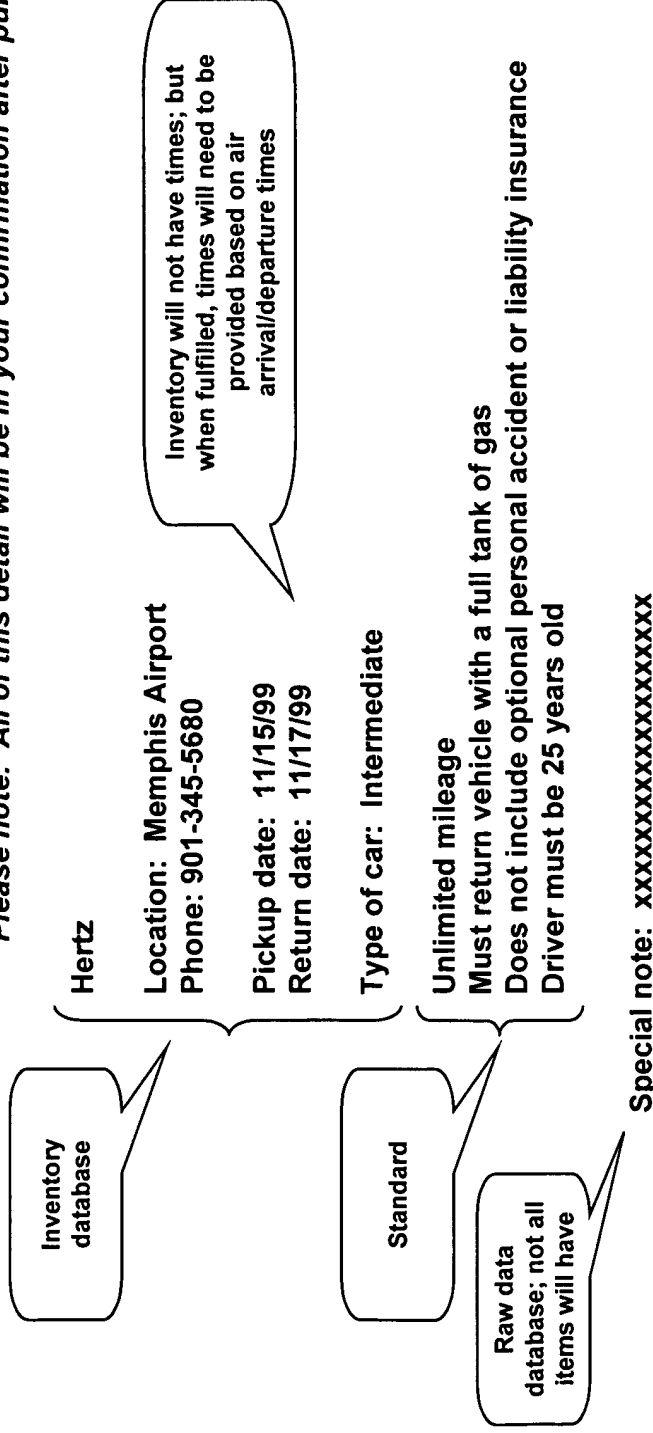 Please note: All of this detail will be in your confirmation after
Inventory
database
Hertz
Location: Memphis Airport
Phone: 901-345-5680
Pickup date: 11/15/99
Return date: 11/17/99
Inventory will not have times; but
when fulfilled, times will need to be
provided based on air
arrival/departure times
Type of car: Intermediate
Standard
Unlimited mileage
Must return vehicle with a full tank of gas
Does not include optional personal accident or liability insurance
Driver must be 25 years old
Raw data
database; not all
items will have
Special note: xxxxxxxxxxxxxxxxxxxxxxxx